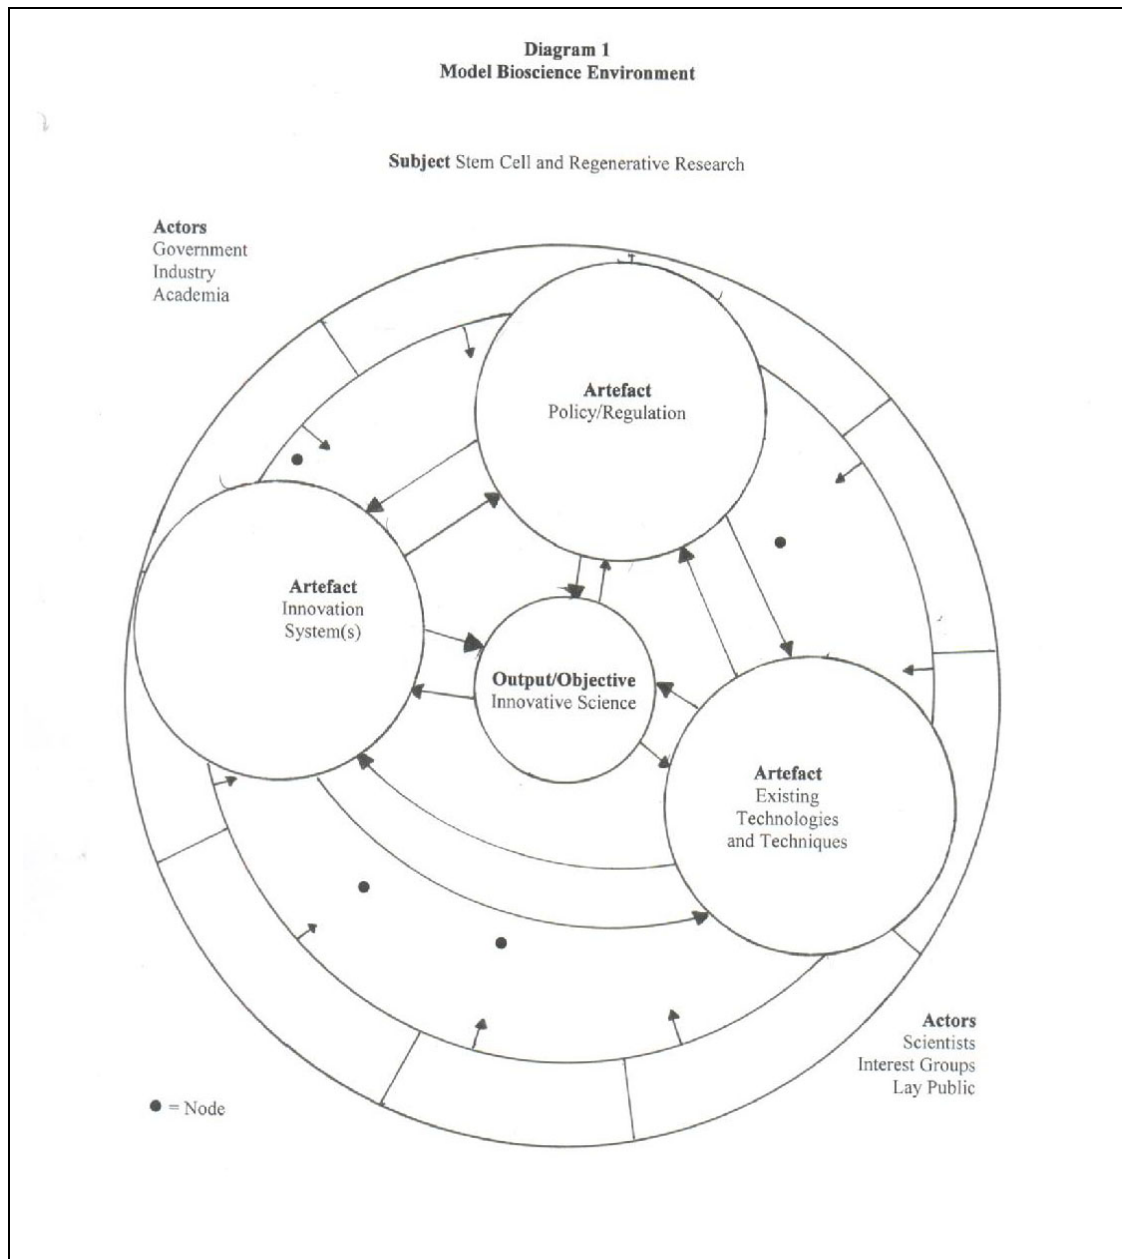 Diagram 1
Model Bioscience Environment
Subject Stem Cell and Regenerative Research
Actors
Government
Industry
Academia
Artefact
Policy/Regulation
Artefact
Innovation
System(s)
Output/Objective
Innovative Science
Artefact
Existing
Technologies
and Techniques
Actors
Scientists
Interest Groups
Lay Public
= Node